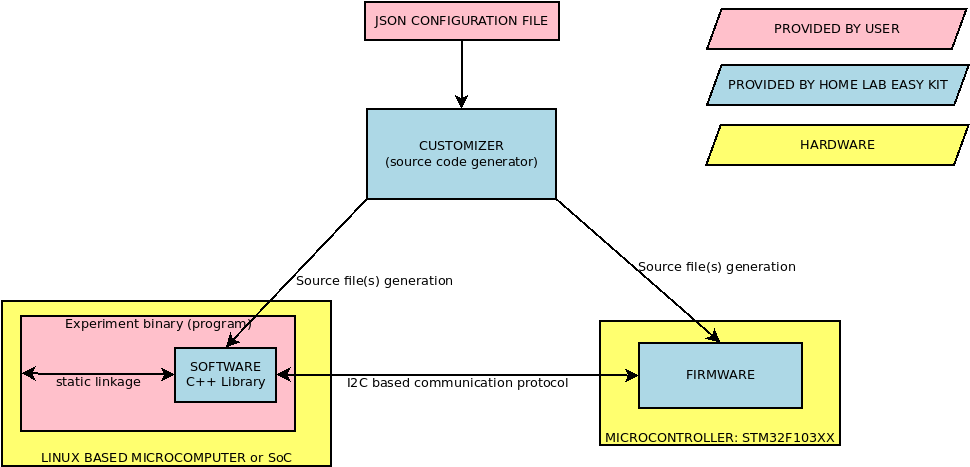 JSON CONFIGURATION FILE
PROVIDED BY USER
PROVIDED BY HOME LAB EASY KIT
HARDWARE
CUSTOMIZER
(source code generator)
Source file(s) generation
Source file(s) generation
Experiment binary (program)
static linkage
SOFTWARE
C++ Library
I2C based communication protocol
FIRMWARE
LINUX BASED MICROCOMPUTER or SoC
MICROCONTROLLER: STM32F103XX